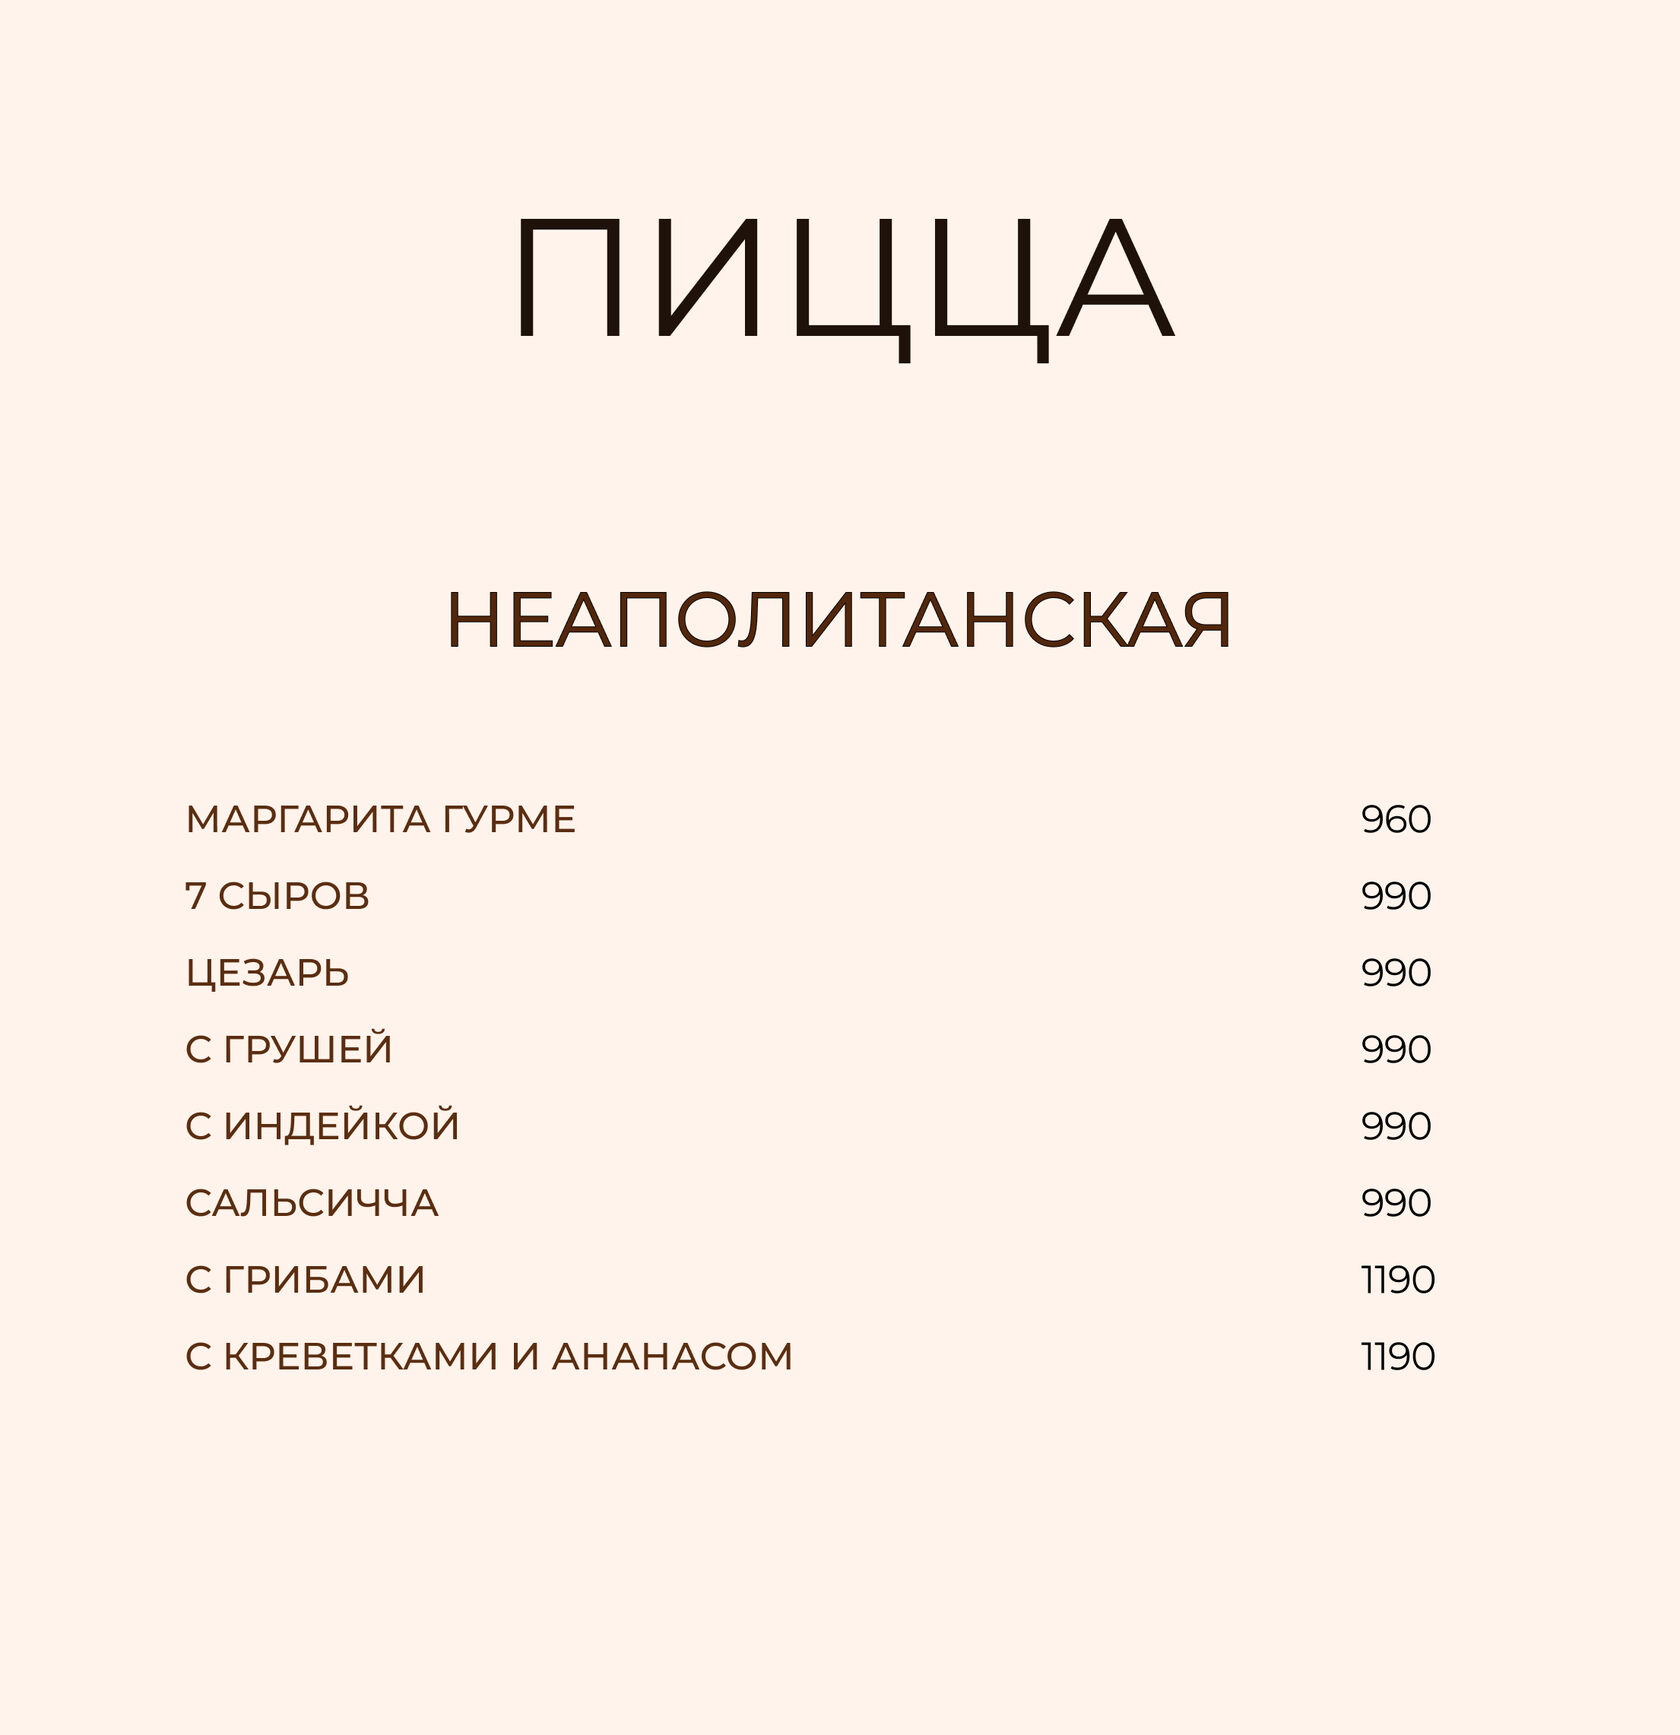 ПИЦЦА
НЕАПОЛИТАНСКАЯ
МАРГАРИТА ГУРМЕ 960
7 СЫРОВ 990
ЦЕЗАРЬ 990
С ГРУШЕЙ 990
С ИНДЕЙКОЙ 990
САЛЬСИЧЧА 990
С ГРИБАМИ 1190
С КРЕВЕТКАМИ И АНАНАСОМ 1190